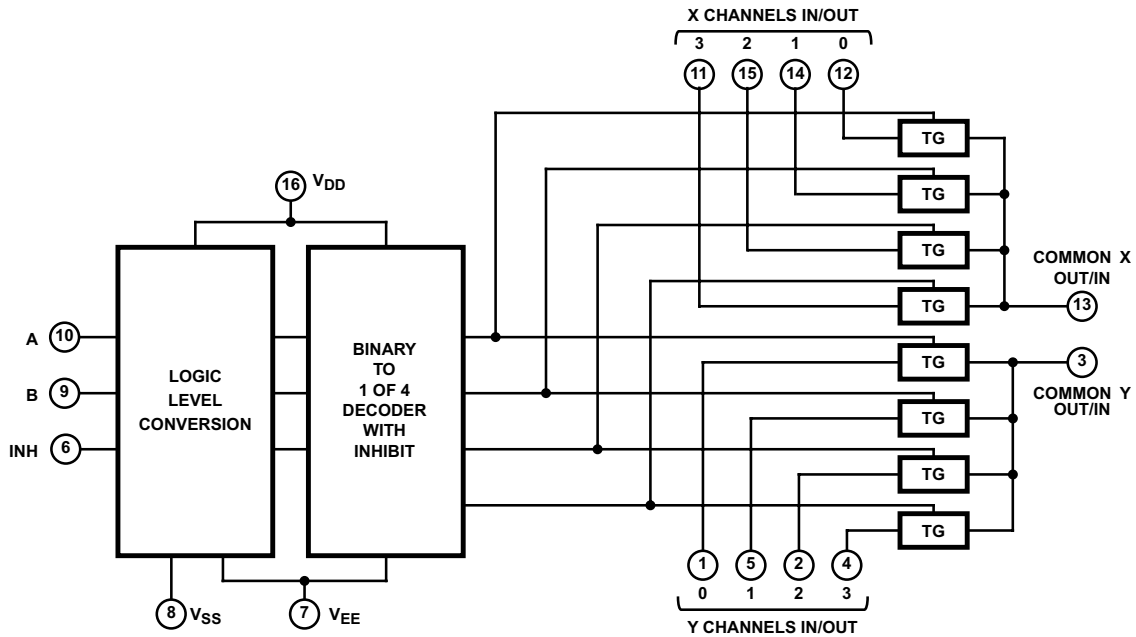 X CHANNELS IN/OUT
3 2 1 0
11 15 14 12
TG
16 VDD
TG
TG
COMMON X
OUT/IN
TG
13
A 10
BINARY
TO
1 OF 4
DECODER
WITH
INHIBIT
LOGIC
LEVEL
CONVERSION
TG
3
B 9
COMMON Y
OUT/IN
TG
INH 6
TG
TG
1 5 2 4
8 VSS
7 VEE
0 1 2 3
Y CHANNELS IN/OUT